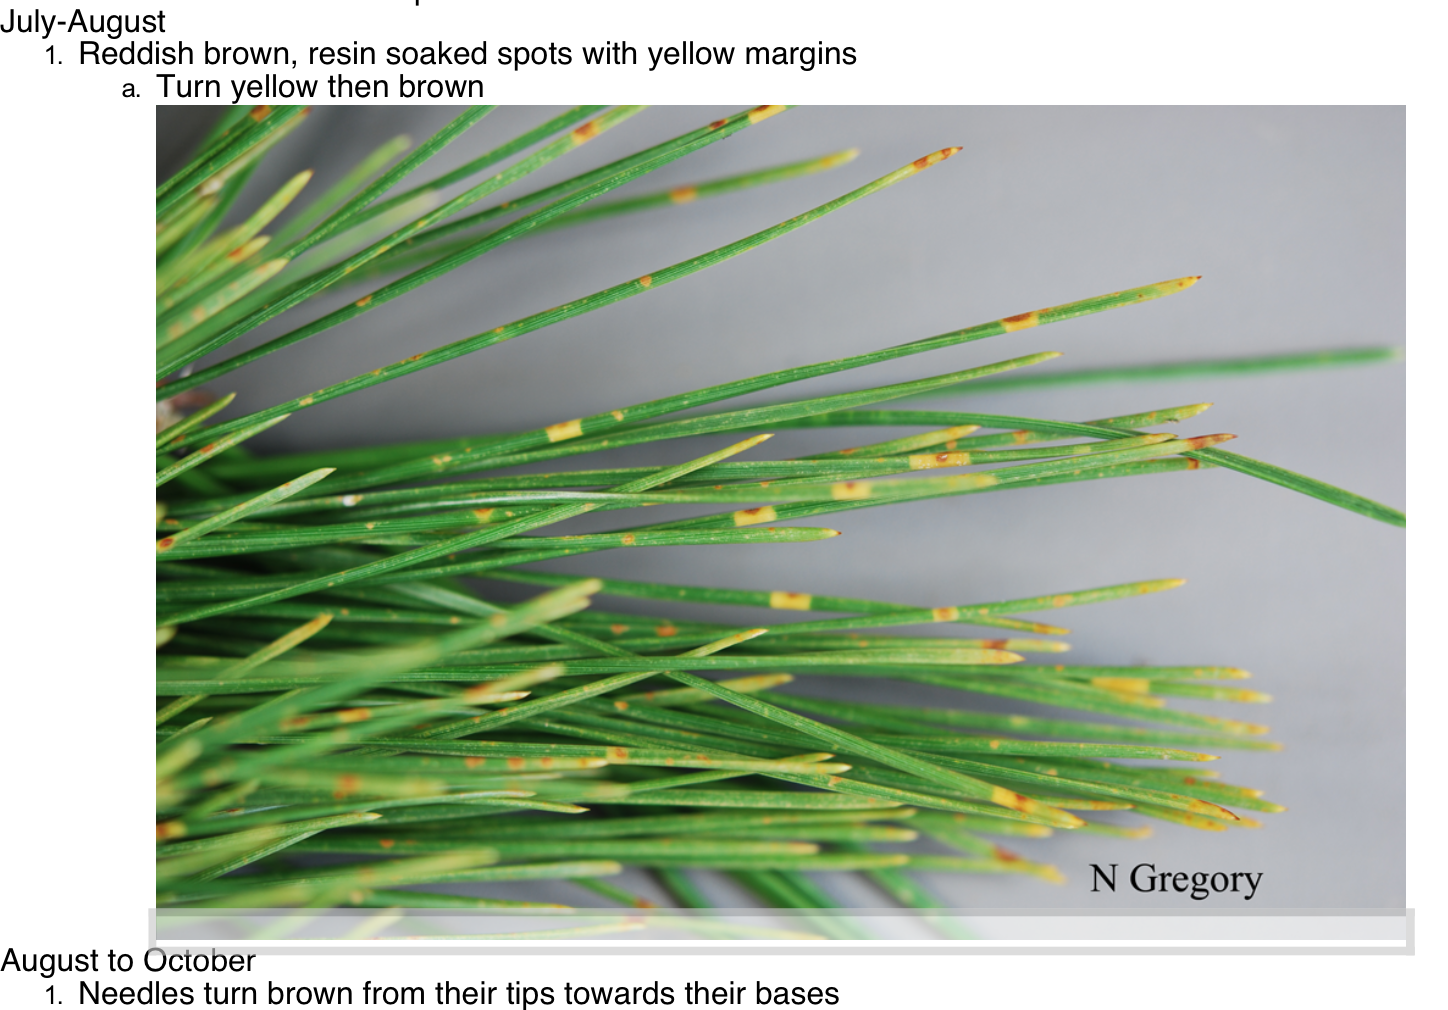 July-August
1. Reddish brown, resin soaked spots with yellow margins
a. Turn yellow then brown
N Gregory
August to October
1. Needles turn brown from their tips towards their bases